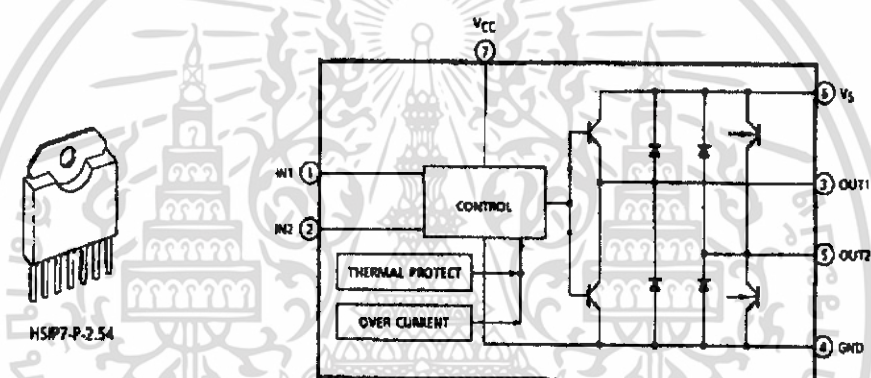 VCC
7
6 VS
IN1 1
3 OUT1
CONTROL
IN2 2
5 OUT2
THERMAL PROTECT
OVER CURRENT
4 GND
HSIP7-P-2.54